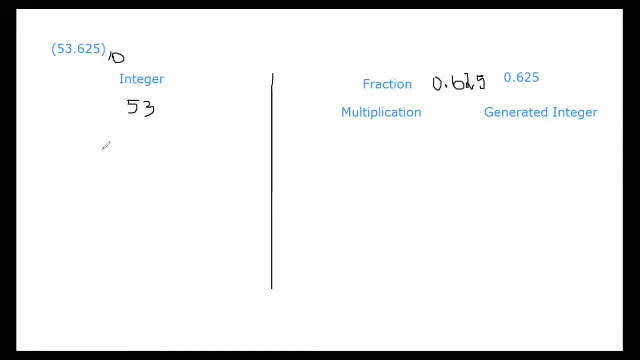 (53.625)10
Integer
53
Fraction 0.625 0.625
Multiplication Generated Integer